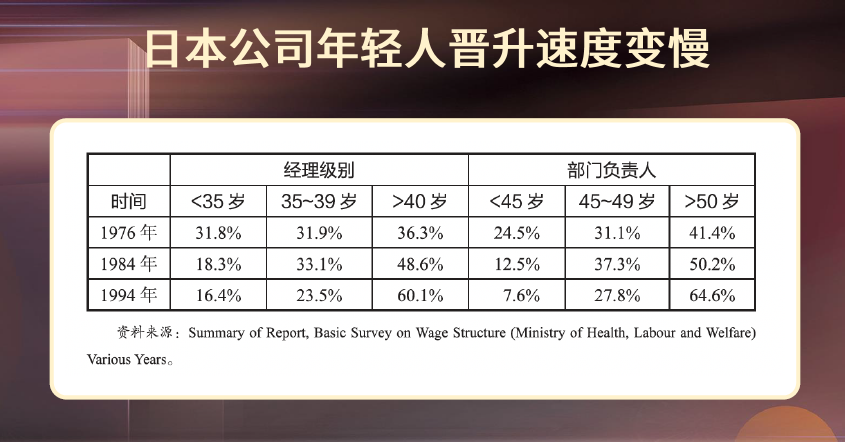 日本公司年轻人晋升速度变慢
经理级别 部门负责人
时间 <35 岁 35~39 岁 >40 岁 <45 岁 45~49 岁 >50 岁
1976 年 31.8% 31.9% 36.3% 24.5% 31.1% 41.4%
1984 年 18.3% 33.1% 48.6% 12.5% 37.3% 50.2%
1994 年 16.4% 23.5% 60.1% 7.6% 27.8% 64.6%
资料来源：Summary of Report, Basic Survey on Wage Structure (Ministry of Health, Labour and Welfare)
Various Years。